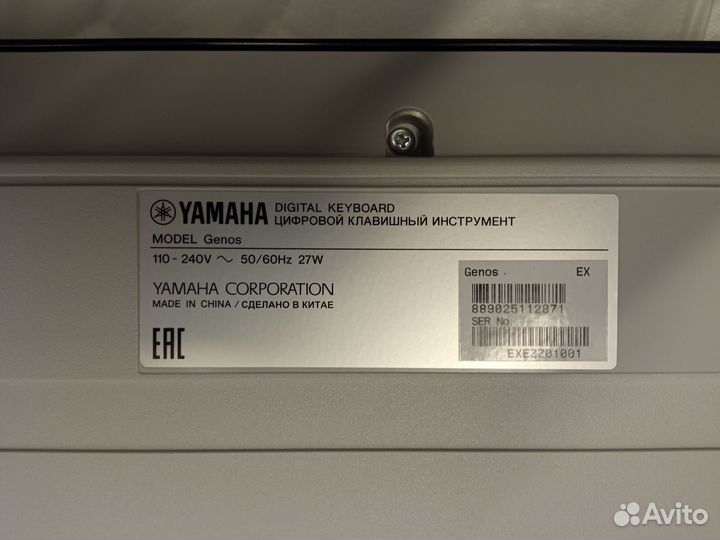 YAMAHA DIGITAL KEYBOARD
ЦИФРОВОЙ КЛАВИШНЫЙ ИНСТРУМЕНТ
MODEL Genos
110 - 240V ～ 50/60Hz 27W
YAMAHA CORPORATION
MADE IN CHINA / СДЕЛАНО В КИТАЕ
EAC
Genos . EX
889025112871
SER No.
EXEZZ01001
Avito